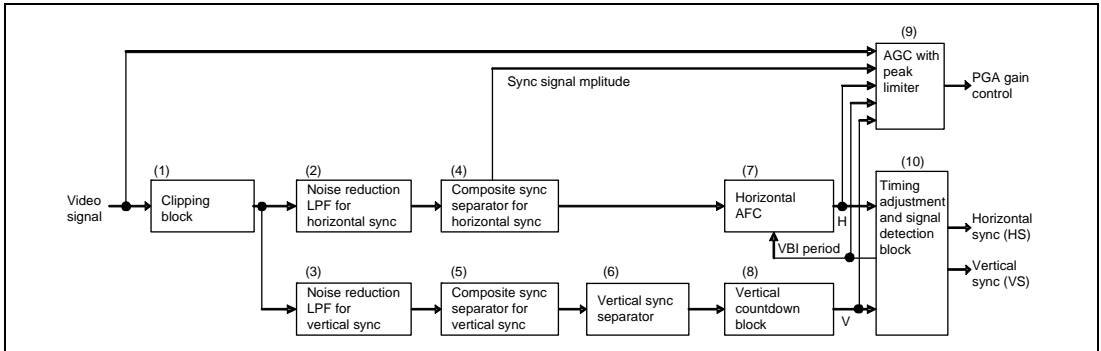 (9)
AGC with
peak
limiter
PGA gain
control
Sync signal mplitude
(1)
(2)
(4)
(7)
(10)
Video
signal
Clipping
block
Noise reduction
LPF for
horizontal sync
Composite sync
separator for
horizontal sync
Horizontal
AFC
H
Timing
adjustment
and signal
detection
block
Horizontal
sync (HS)
Vertical
sync (VS)
VBI period
(3)
(5)
(6)
(8)
Noise reduction
LPF for
vertical sync
Composite sync
separator for
vertical sync
Vertical sync
separator
Vertical
countdown
block
V